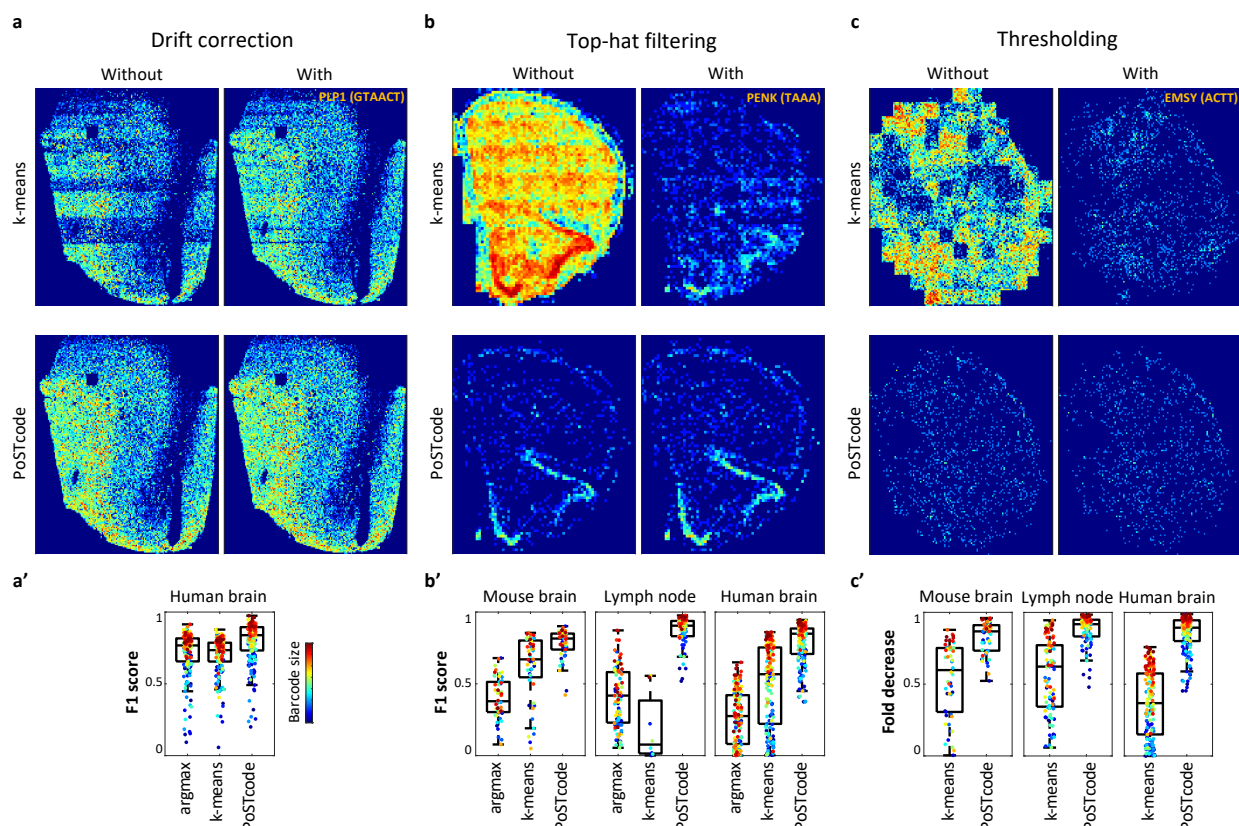 a
Drift correction
Without
With
PLP1 (GTAACT)
k-means
PoSTcode
b
Top-hat filtering
Without
With
PENK (TAAA)
c
Thresholding
Without
With
EMSY (ACTT)
k-means
PoSTcode
k-means
PoSTcode
a'
Human brain
F1 score
1
0.5
0
argmax
k-means
PoSTcode
Barcode size
b'
Mouse brain
Lymph node
Human brain
F1 score
1
0.5
0
argmax
k-means
PoSTcode
argmax
k-means
PoSTcode
argmax
k-means
PoSTcode
c'
Mouse brain
Lymph node
Human brain
Fold decrease
1
0.5
0
k-means
PoSTcode
k-means
PoSTcode
k-means
PoSTcode